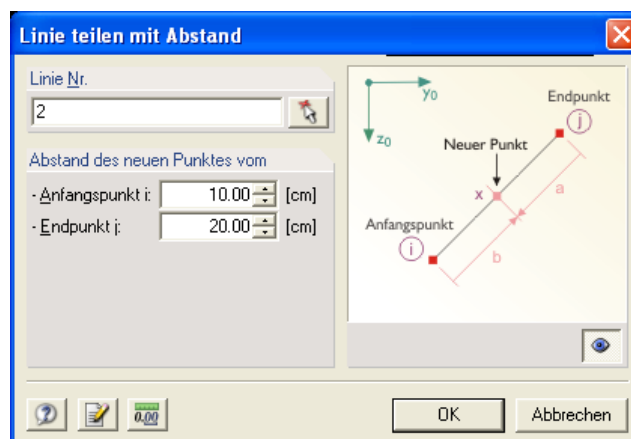 Linie teilen mit Abstand
Linie Nr.
2
Abstand des neuen Punktes vom
- Anfangspunkt i: 10.00 [cm]
- Endpunkt j: 20.00 [cm]
y0
z0
Endpunkt
j
Neuer Punkt
x
a
Anfangspunkt
i
b
0.00
OK
Abbrechen